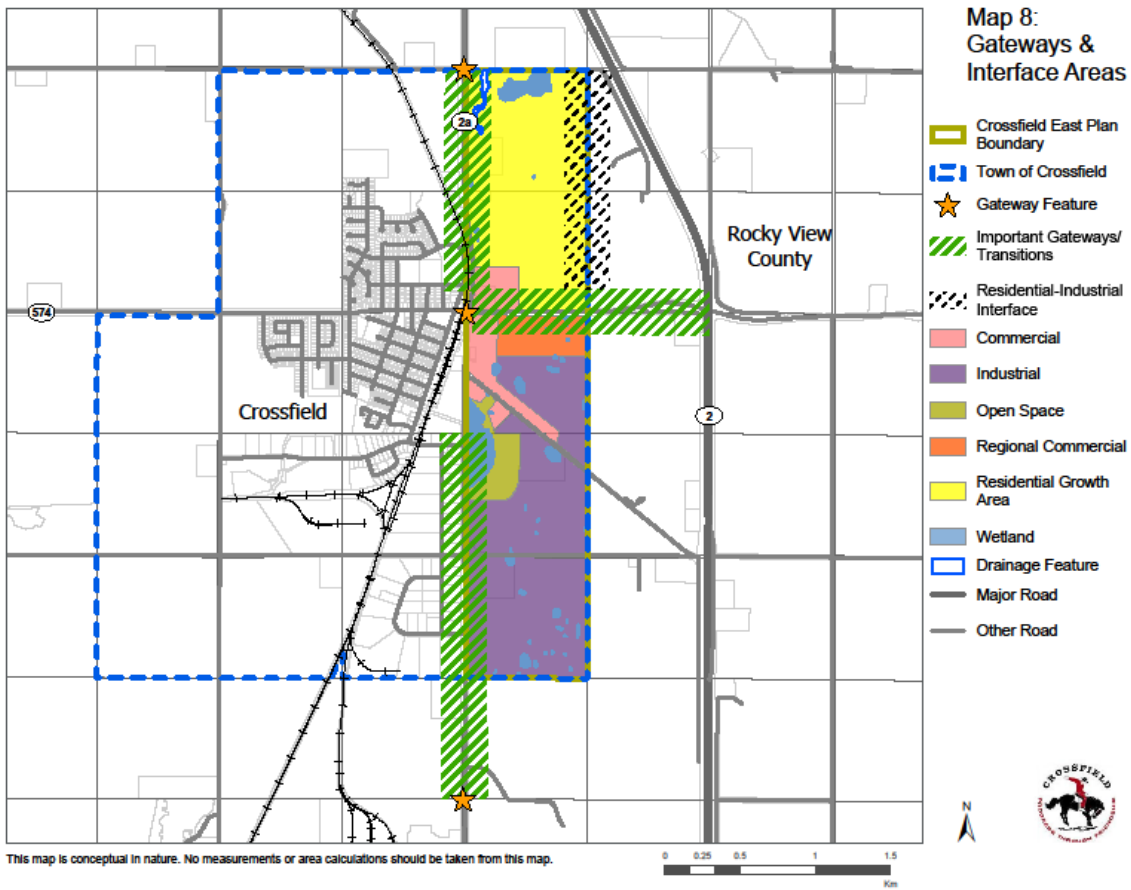 Map 8:
Gateways &
Interface Areas
Crossfield East Plan
Boundary
Town of Crossfield
Gateway Feature
Important Gateways/
Transitions
Residential-Industrial
Interface
Commercial
Industrial
Open Space
Regional Commercial
Residential Growth
Area
Wetland
Drainage Feature
Major Road
Other Road
2a
Rocky View
County
574
Crossfield
2
N
CROSSFIELD
This map is conceptual in nature. No measurements or area calculations should be taken from this map.
0 0.25 0.5 1 1.5
Km